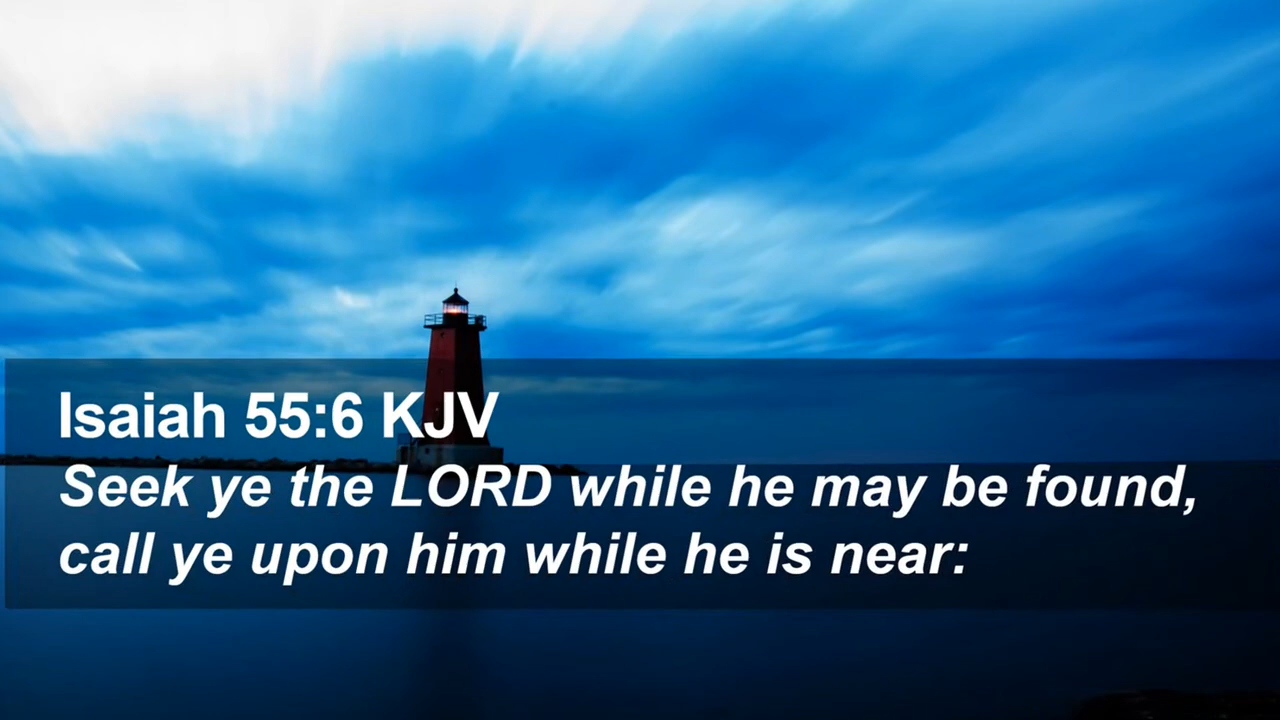 Isaiah 55:6 KJV
Seek ye the LORD while he may be found,
call ye upon him while he is near: